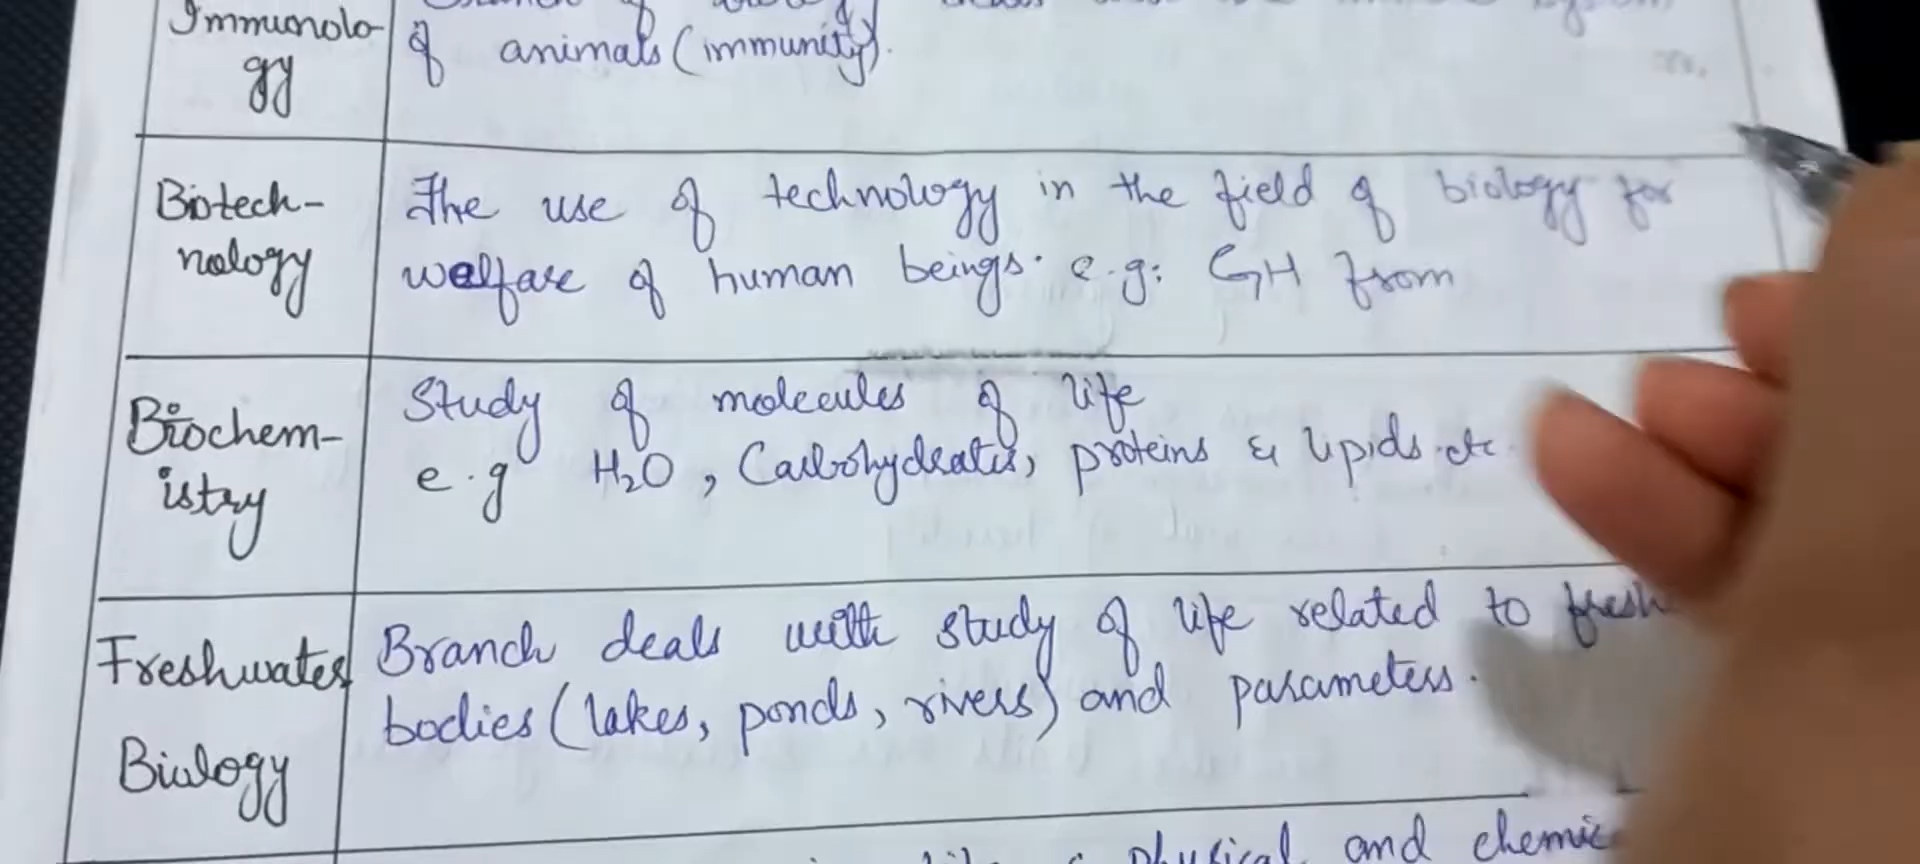 Immunolo-
gy
of animals (immunity).
Biotech-
nology
The use of technology in the field of biology for
welfare of human beings. e.g: GH from
Biochem-
istry
Study of molecules of life
e.g H₂O, Carbohydrates, proteins & lipids etc
Freshwater
Biology
Branch deals with study of life related to fresh
bodies (lakes, ponds, rivers) and parameters.
physical and